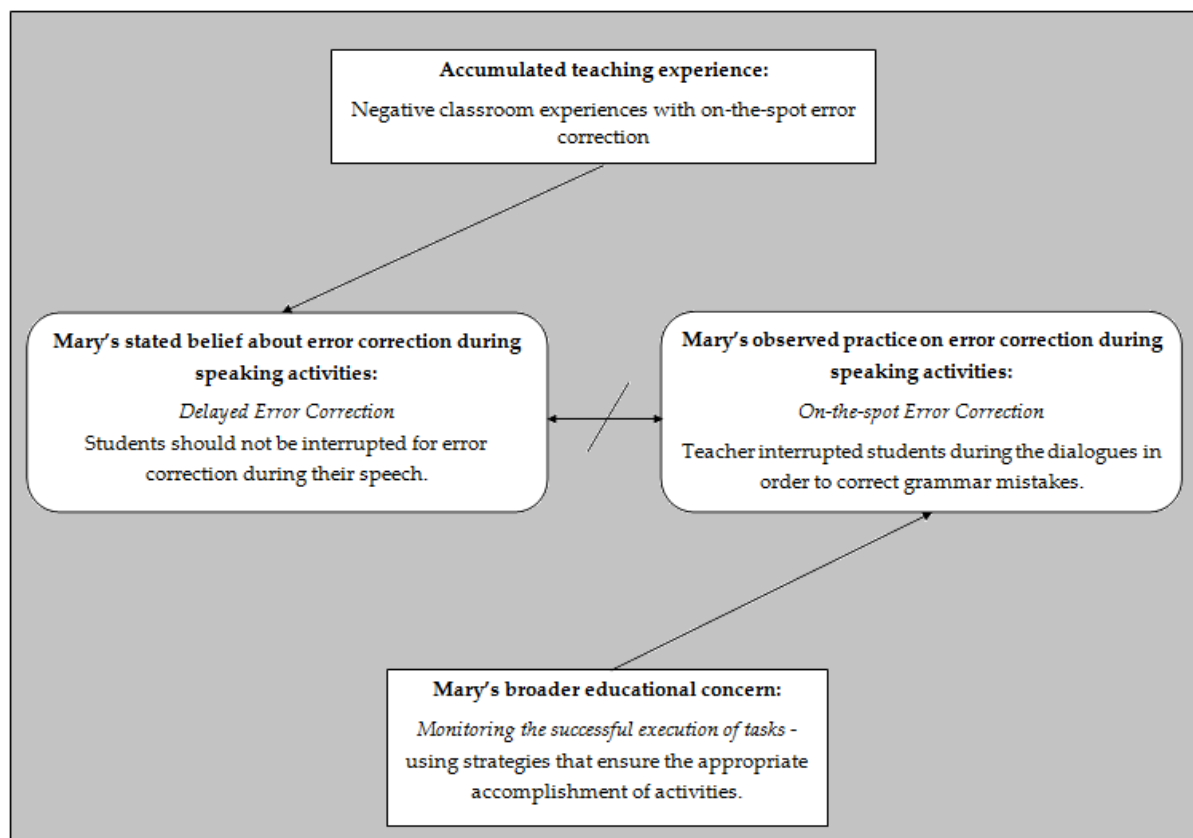 Accumulated teaching experience:
Negative classroom experiences with on-the-spot error
correction
Mary’s stated belief about error correction during
speaking activities:
Delayed Error Correction
Students should not be interrupted for error
correction during their speech.
Mary’s observed practice on error correction during
speaking activities:
On-the-spot Error Correction
Teacher interrupted students during the dialogues in
order to correct grammar mistakes.
Mary’s broader educational concern:
Monitoring the successful execution of tasks -
using strategies that ensure the appropriate
accomplishment of activities.